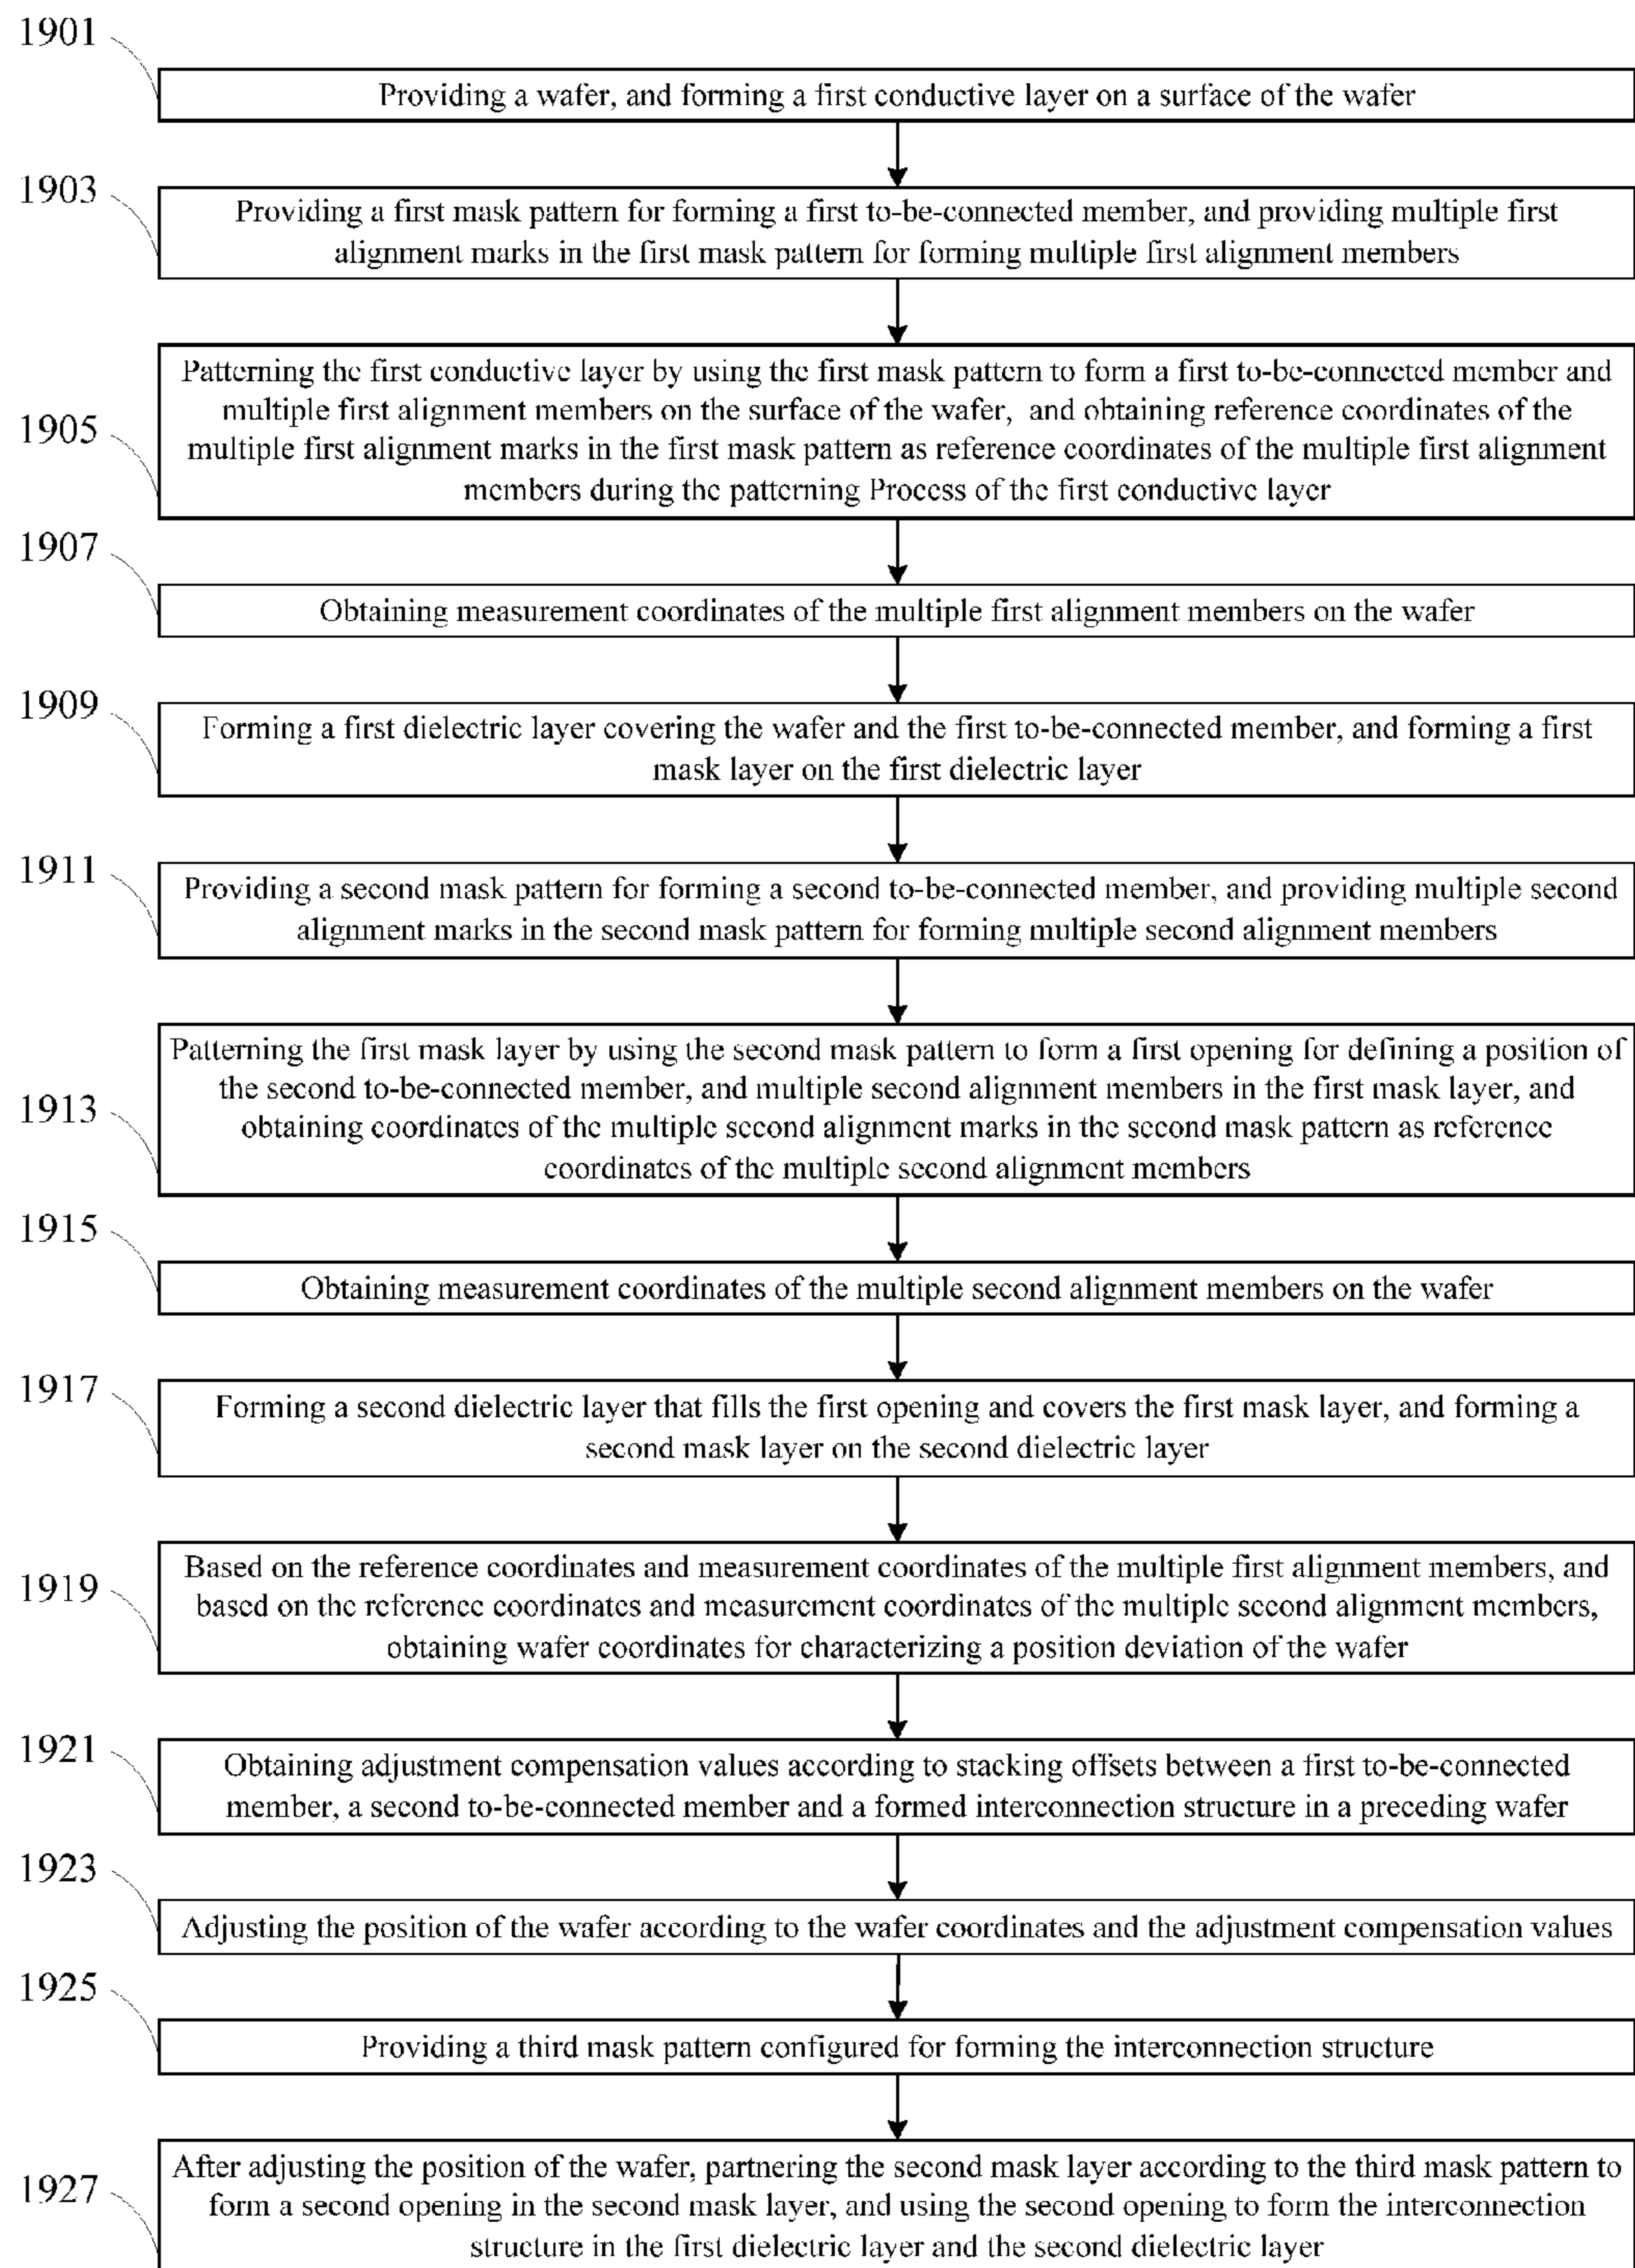 1901
Providing a wafer, and forming a first conductive layer on a surface of the wafer
1903
Providing a first mask pattern for forming a first to-be-connected member, and providing multiple first
alignment marks in the first mask pattern for forming multiple first alignment members
1905
Patterning the first conductive layer by using the first mask pattern to form a first to-be-connected member and
multiple first alignment members on the surface of the wafer, and obtaining reference coordinates of the
multiple first alignment marks in the first mask pattern as reference coordinates of the multiple first alignment
members during the patterning Process of the first conductive layer
1907
Obtaining measurement coordinates of the multiple first alignment members on the wafer
1909
Forming a first dielectric layer covering the wafer and the first to-be-connected member, and forming a first
mask layer on the first dielectric layer
1911
Providing a second mask pattern for forming a second to-be-connected member, and providing multiple second
alignment marks in the second mask pattern for forming multiple second alignment members
1913
Patterning the first mask layer by using the second mask pattern to form a first opening for defining a position of
the second to-be-connected member, and multiple second alignment members in the first mask layer, and
obtaining coordinates of the multiple second alignment marks in the second mask pattern as reference
coordinates of the multiple second alignment members
1915
Obtaining measurement coordinates of the multiple second alignment members on the wafer
1917
Forming a second dielectric layer that fills the first opening and covers the first mask layer, and forming a
second mask layer on the second dielectric layer
1919
Based on the reference coordinates and measurement coordinates of the multiple first alignment members, and
based on the reference coordinates and measurement coordinates of the multiple second alignment members,
obtaining wafer coordinates for characterizing a position deviation of the wafer
1921
Obtaining adjustment compensation values according to stacking offsets between a first to-be-connected
member, a second to-be-connected member and a formed interconnection structure in a preceding wafer
1923
Adjusting the position of the wafer according to the wafer coordinates and the adjustment compensation values
1925
Providing a third mask pattern configured for forming the interconnection structure
1927
After adjusting the position of the wafer, partnering the second mask layer according to the third mask pattern to
form a second opening in the second mask layer, and using the second opening to form the interconnection
structure in the first dielectric layer and the second dielectric layer